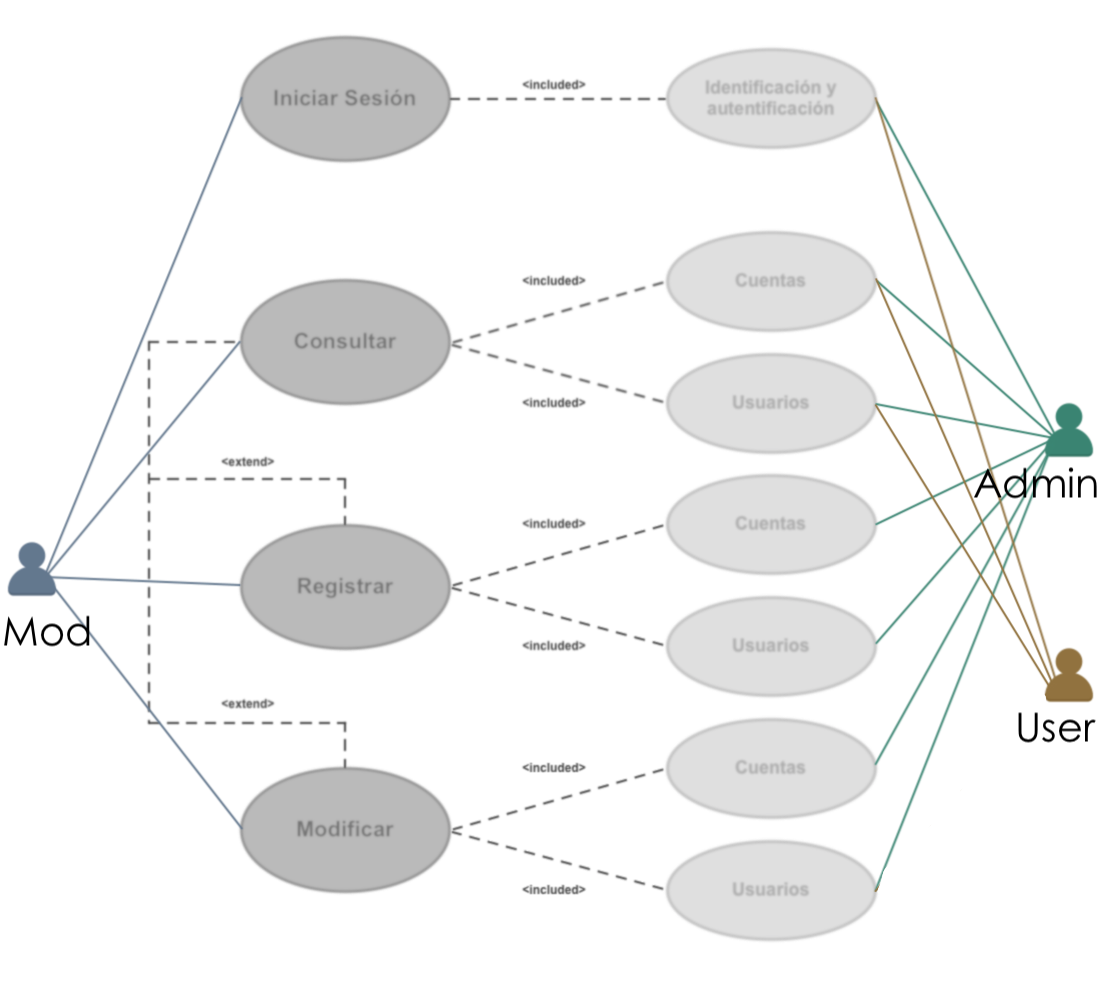 Iniciar Sesión
<included>
Identificación y
autentificación
Consultar
<included>
Cuentas
<included>
Usuarios
<extend>
Registrar
<included>
Cuentas
<included>
Usuarios
<extend>
Modificar
<included>
Cuentas
<included>
Usuarios
Mod
Admin
User